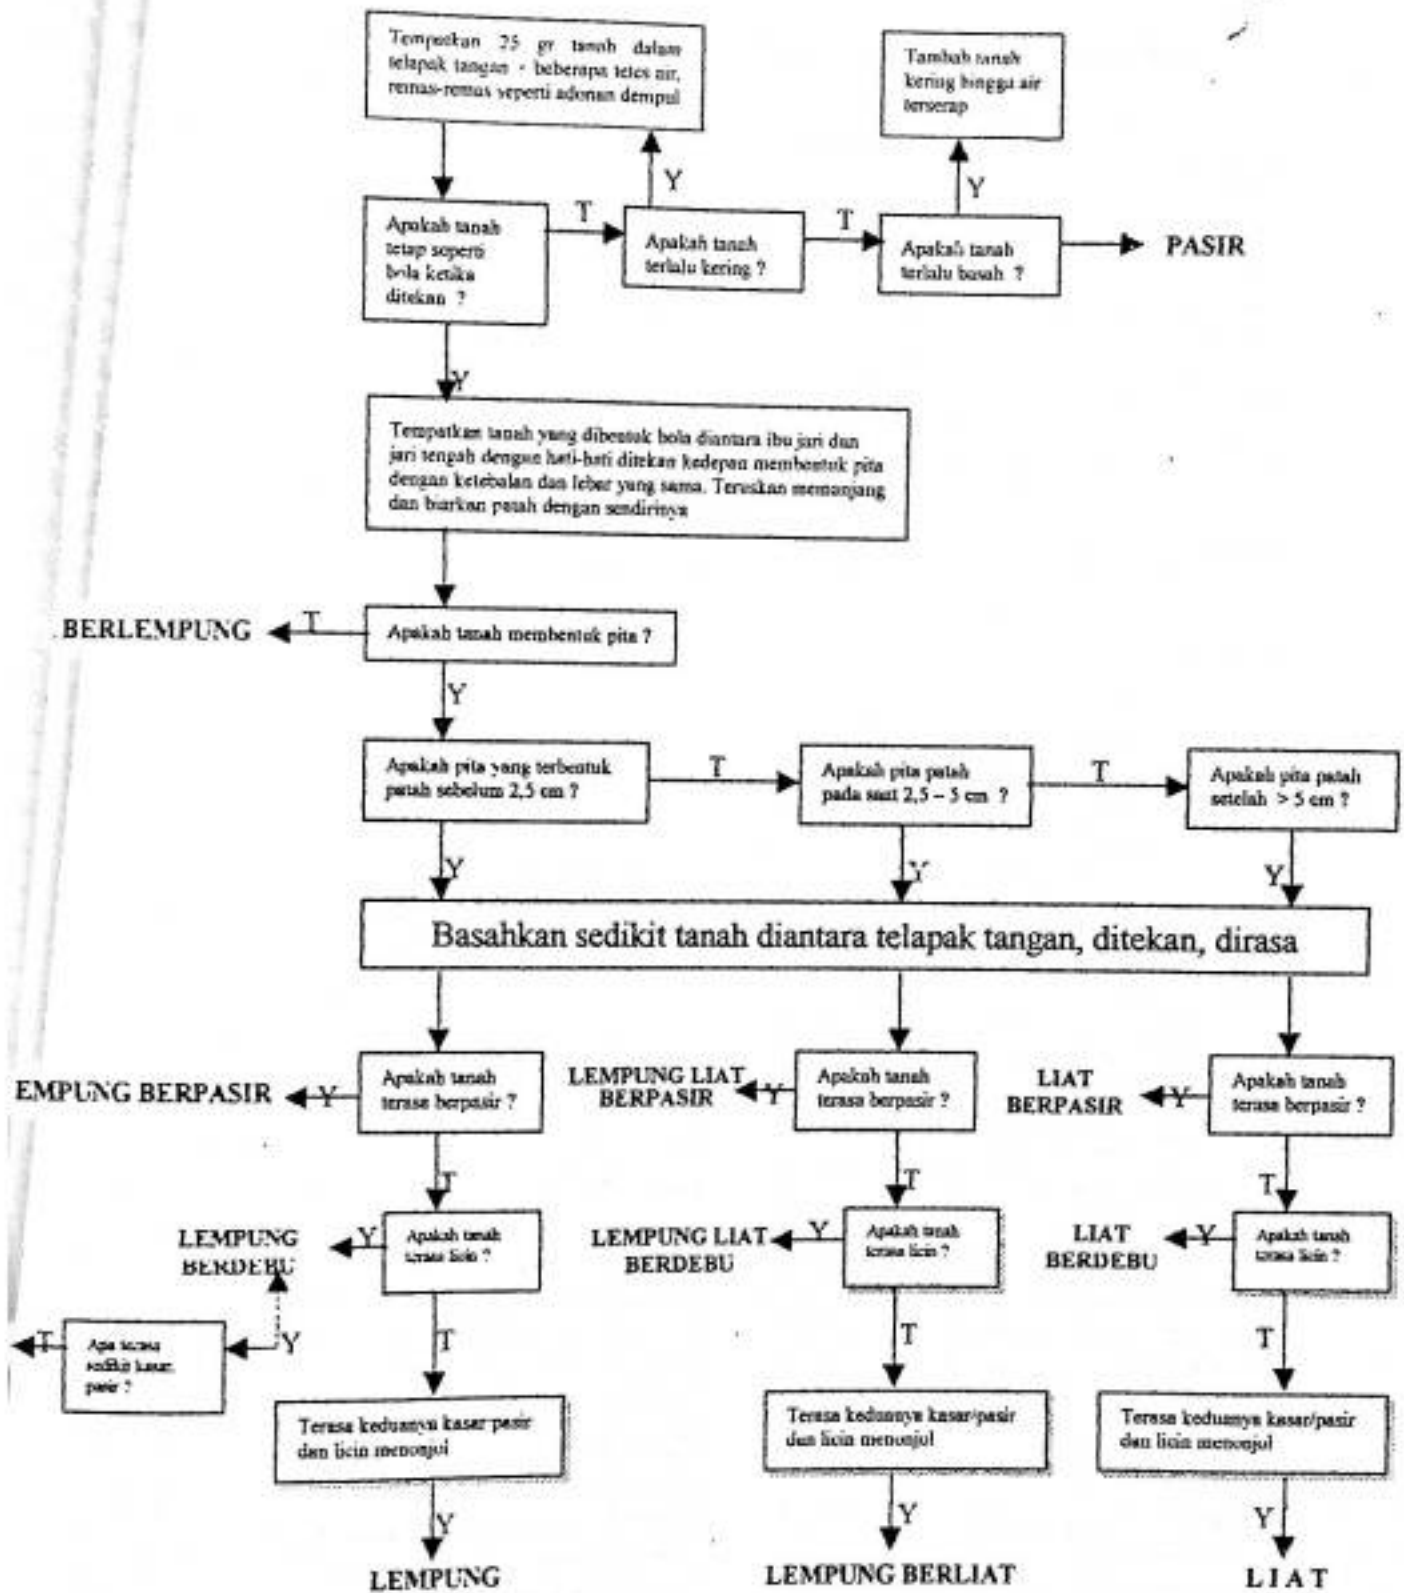 Tempatkan 25 gr tanah dalam
telapak tangan + beberapa tetes air,
remas-remas seperti adonan dempul
Tambah tanah
kering hingga air
terserap
Y
Y
Apakah tanah
tetap seperti
bola ketika
ditekan ?
T
Apakah tanah
terlalu kering ?
T
Apakah tanah
terlalu basah ?
PASIR
Y
Tempatkan tanah yang dibentuk bola diantara ibu jari dan
jari tengah dengan hati-hati ditekan kedepan membentuk pita
dengan ketebalan dan lebar yang sama. Teruskan memanjang
dan biarkan patah dengan sendirinya
BERLEMPUNG
T
Apakah tanah membentuk pita ?
Y
Apakah pita yang terbentuk
patah sebelum 2,5 cm ?
T
Apakah pita patah
pada saat 2,5 – 5 cm ?
T
Apakah pita patah
setelah > 5 cm ?
Y
Y
Y
Basahkan sedikit tanah diantara telapak tangan, ditekan, dirasa
EMPUNG BERPASIR
Y
Apakah tanah
terasa berpasir ?
LEMPUNG LIAT
BERPASIR
Y
Apakah tanah
terasa berpasir ?
LIAT
BERPASIR
Y
Apakah tanah
terasa berpasir ?
T
T
T
LEMPUNG
BERDEBU
Y
Apakah tanah
terasa licin ?
LEMPUNG LIAT
BERDEBU
Y
Apakah tanah
terasa licin ?
LIAT
BERDEBU
Y
Apakah tanah
terasa licin ?
T
Apa terasa
sedikit kasar,
pasir ?
Y
T
T
T
Terasa keduanya kasar-pasir
dan licin menonjol
Terasa keduanya kasar/pasir
dan licin menonjol
Terasa keduanya kasar/pasir
dan licin menonjol
Y
Y
Y
LEMPUNG
LEMPUNG BERLIAT
L I A T